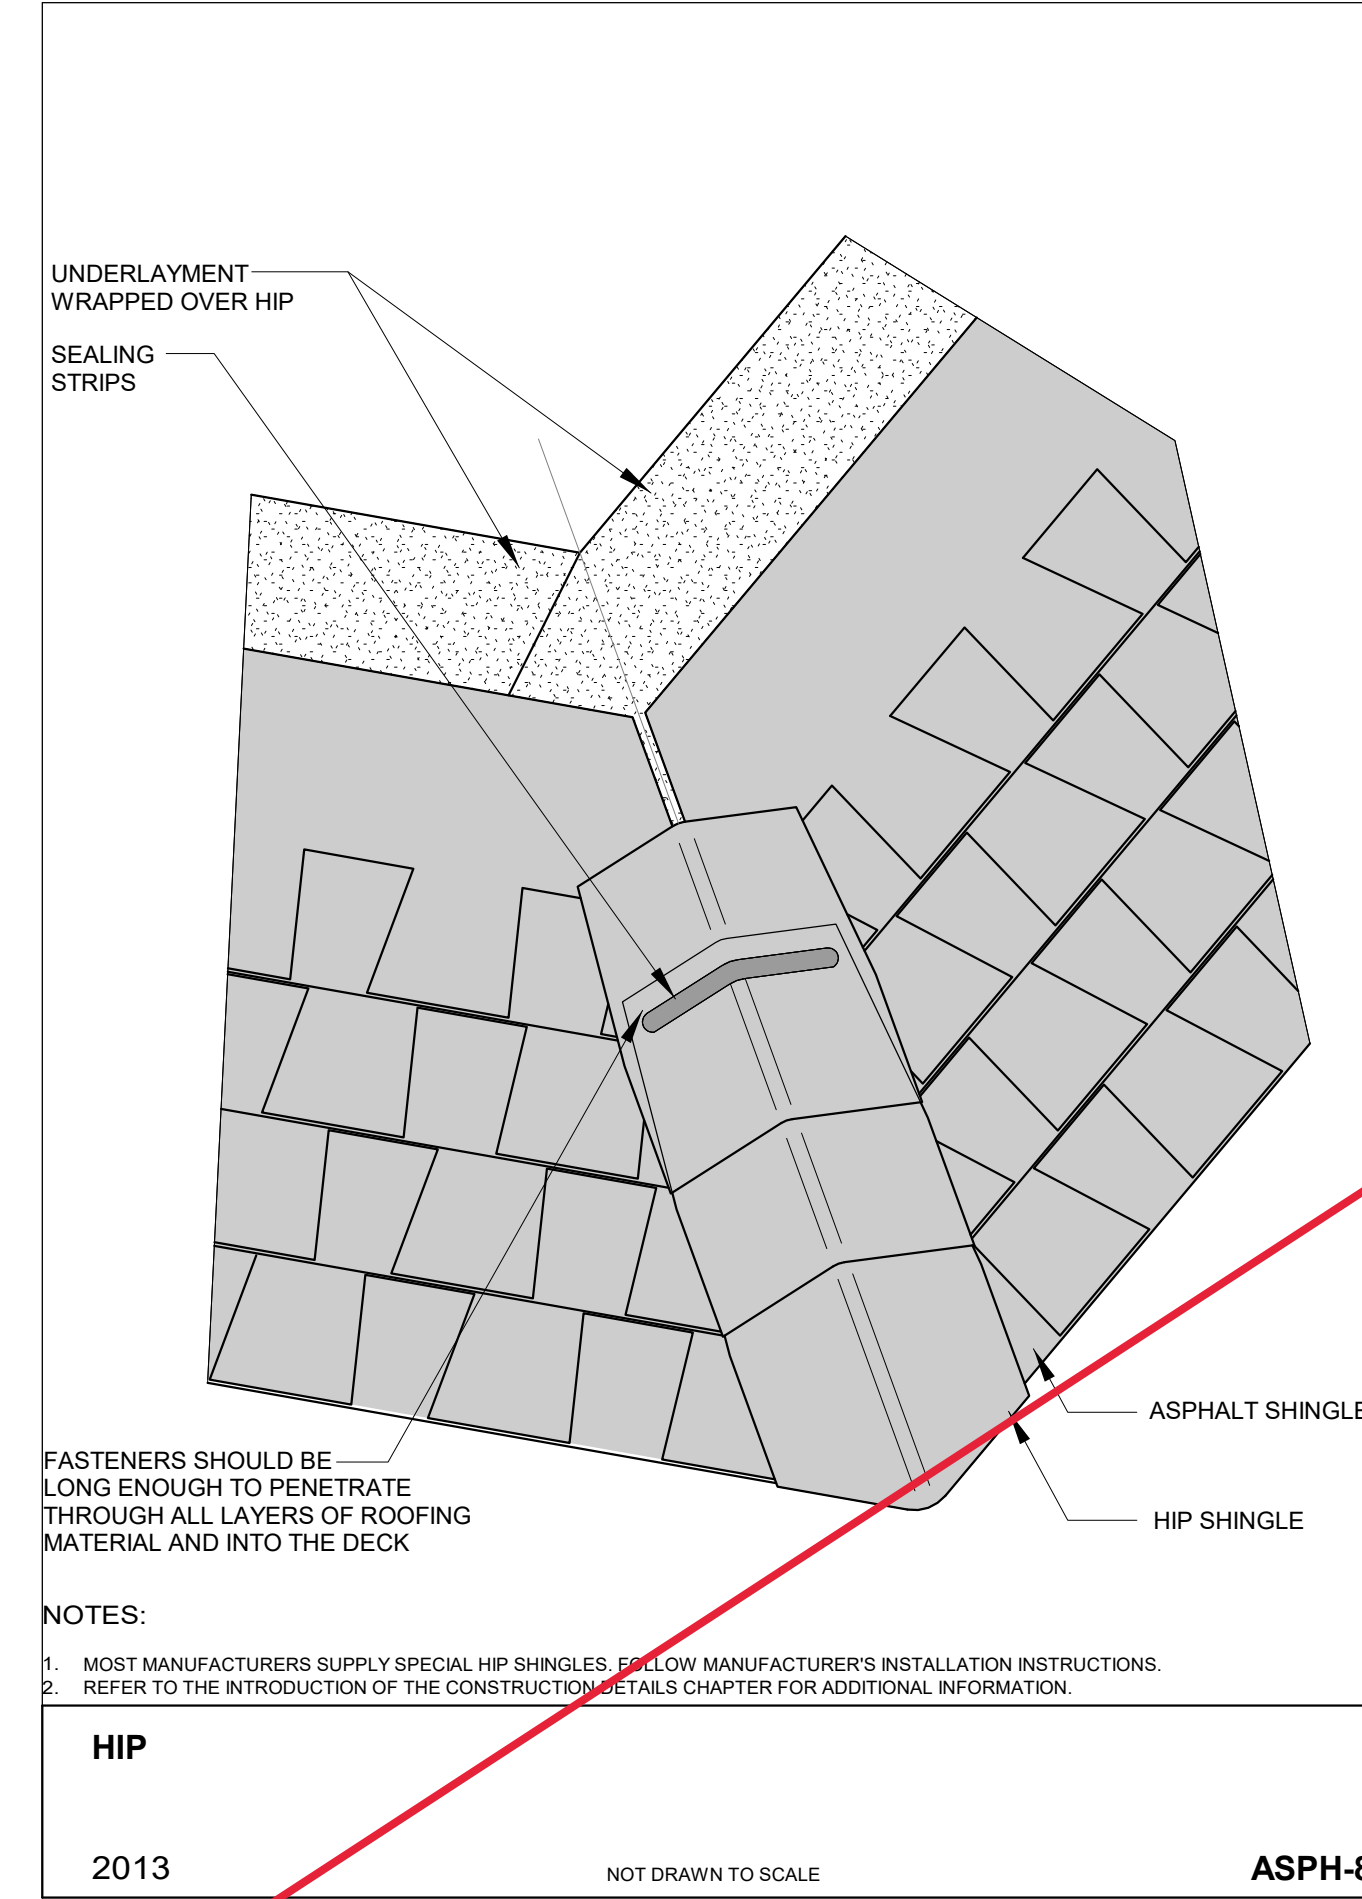 UNDERLAYMENT
WRAPPED OVER HIP
SEALING
STRIPS
ASPHALT SHINGLE
HIP SHINGLE
FASTENERS SHOULD BE
LONG ENOUGH TO PENETRATE
THROUGH ALL LAYERS OF ROOFING
MATERIAL AND INTO THE DECK
NOTES:
1. MOST MANUFACTURERS SUPPLY SPECIAL HIP SHINGLES. FOLLOW MANUFACTURER'S INSTALLATION INSTRUCTIONS.
2. REFER TO THE INTRODUCTION OF THE CONSTRUCTION DETAILS CHAPTER FOR ADDITIONAL INFORMATION.
HIP
2013
NOT DRAWN TO SCALE
ASPH-8